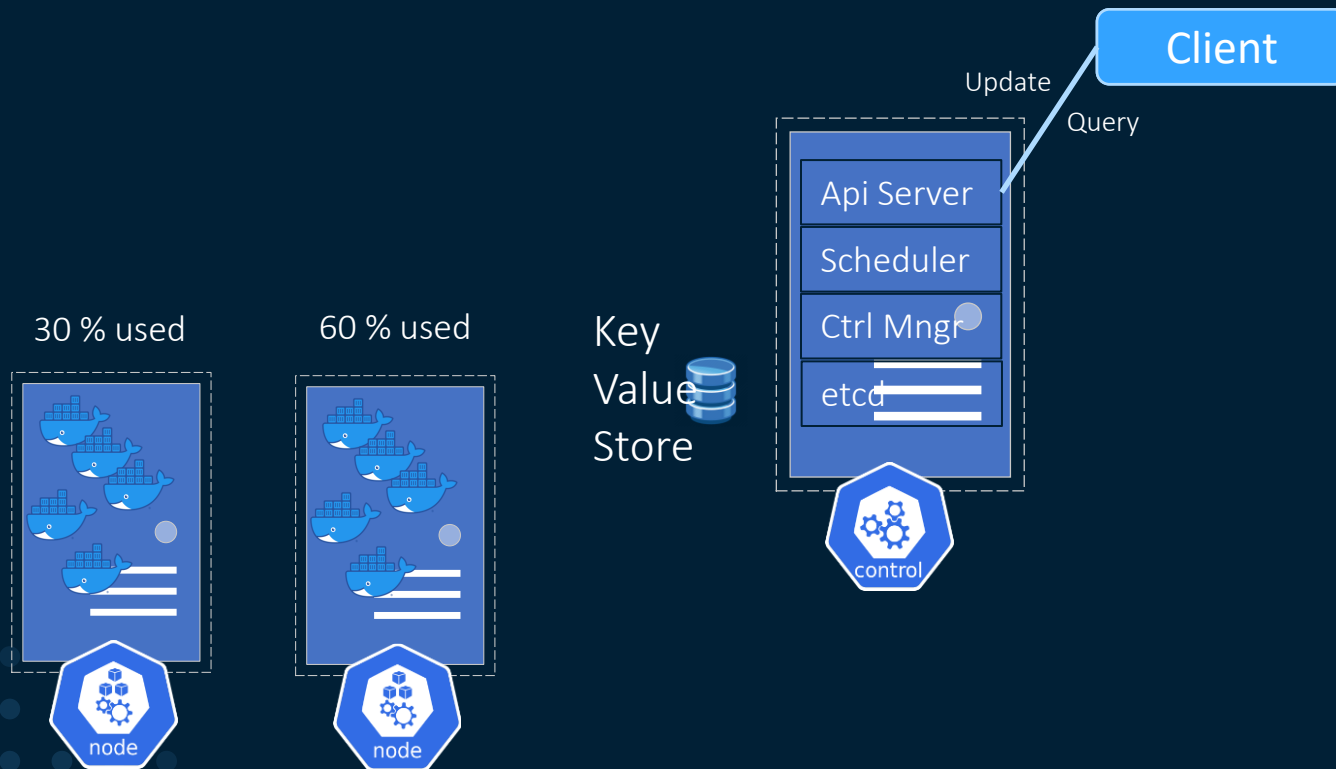 Client
Update
Query
Api Server
Scheduler
Ctrl Mngr
etcd
30 % used
60 % used
Key
Value
Store
control
node
node